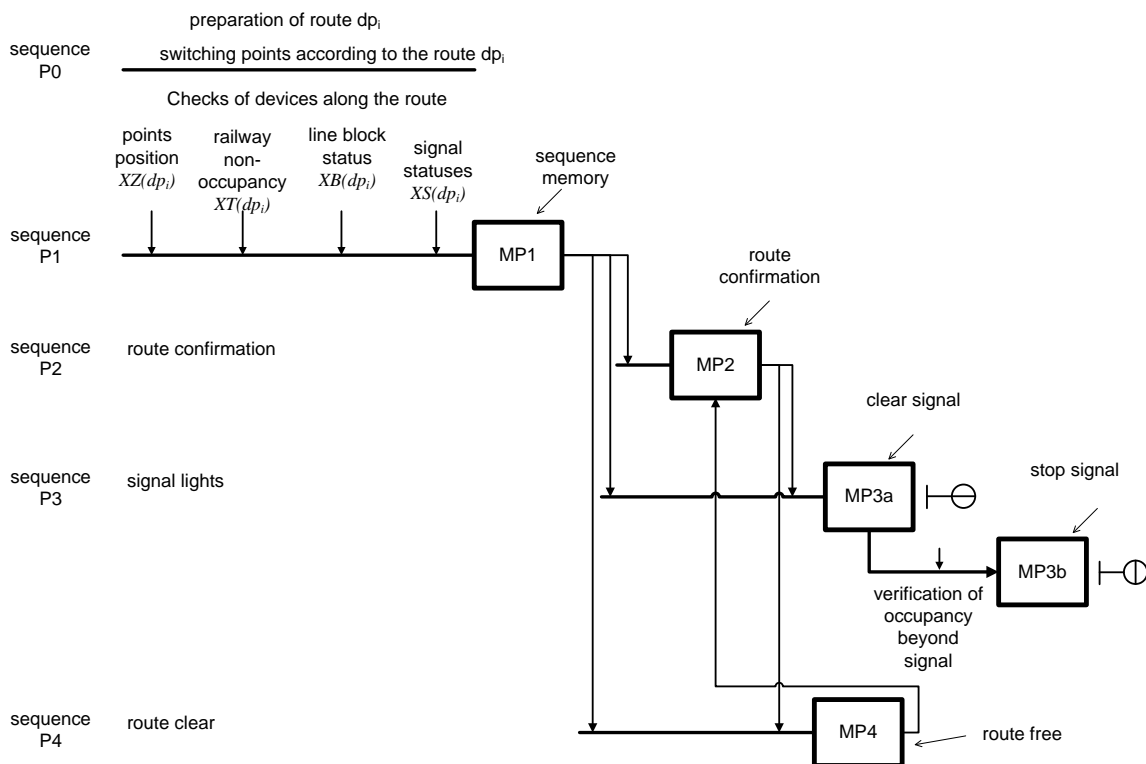 preparation of route dpi
sequence
P0
switching points according to the route dpi
Checks of devices along the route
points
position
XZ(dpi)
railway
non-
occupancy
XT(dpi)
line block
status
XB(dpi)
signal
statuses
XS(dpi)
sequence
memory
sequence
P1
MP1
route
confirmation
sequence
P2
route confirmation
MP2
clear signal
sequence
P3
signal lights
MP3a
stop signal
MP3b
verification of
occupancy
beyond
signal
sequence
P4
route clear
MP4
route free